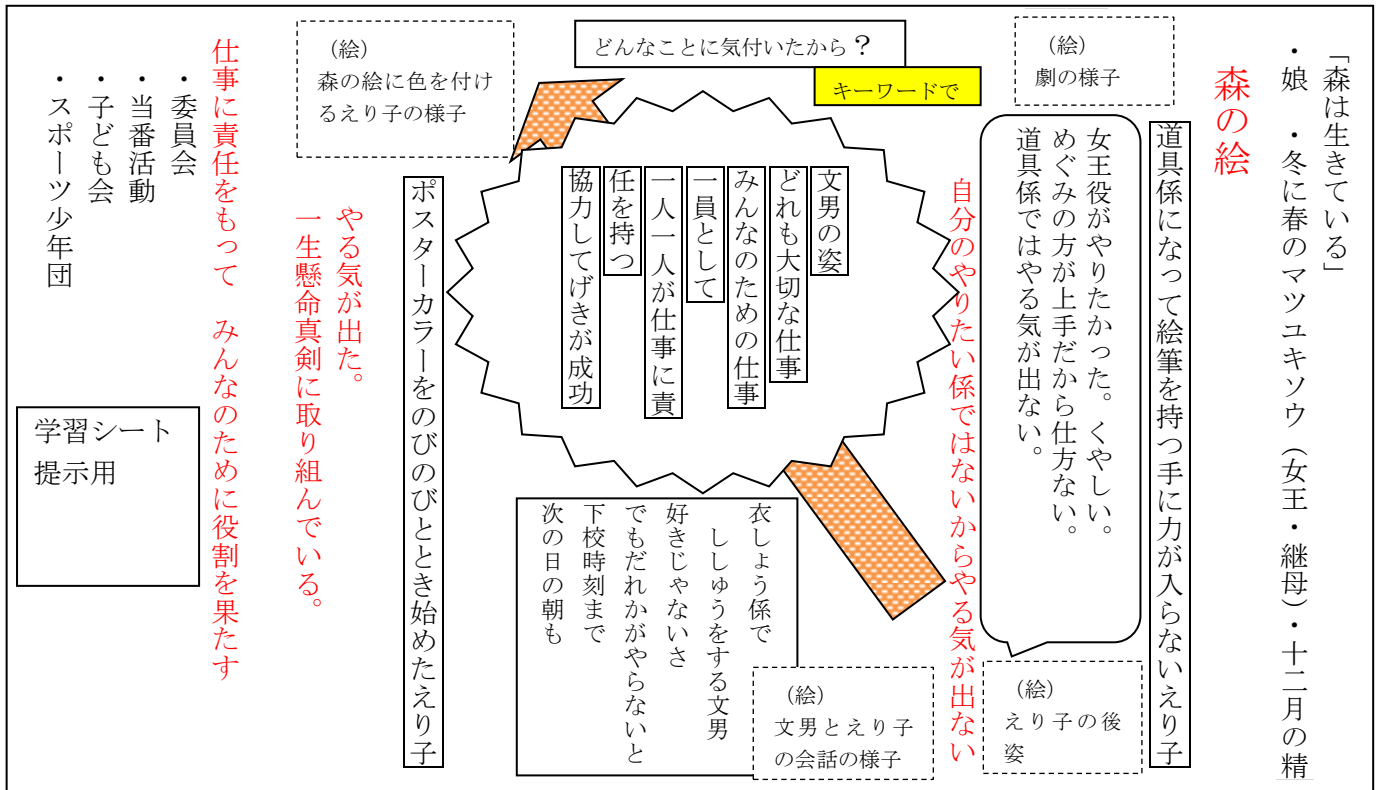 「森は生きている」
・娘　・冬に春のマツユキソウ（女王・継母）・十二月の精
森の絵
（絵）
劇の様子
道具係になって絵筆を持つ手に力が入らないえり子
女王役がやりたかった。くやしい。
めぐみの方が上手だから仕方ない。
道具係ではやる気が出ない。
（絵）
えり子の後
姿
自分のやりたい係ではないからやる気が出ない
どんなことに気付いたから？
キーワードで
文男の姿
どれも大切な仕事
みんなのための仕事
一員として
一人一人が仕事に責
任を持つ
協力してげきが成功
衣しょう係で
ししゅうをする文男
好きじゃないさ
でもだれかがやらないと
下校時刻まで
次の日の朝も
（絵）
文男とえり子
の会話の様子
（絵）
森の絵に色を付け
るえり子の様子
ポスターカラーをのびのびととき始めたえり子
やる気が出た。
一生懸命真剣に取り組んでいる。
仕事に責任をもって　みんなのために役割を果たす
・委員会
・当番活動
・子ども会
・スポーツ少年団
学習シート
提示用